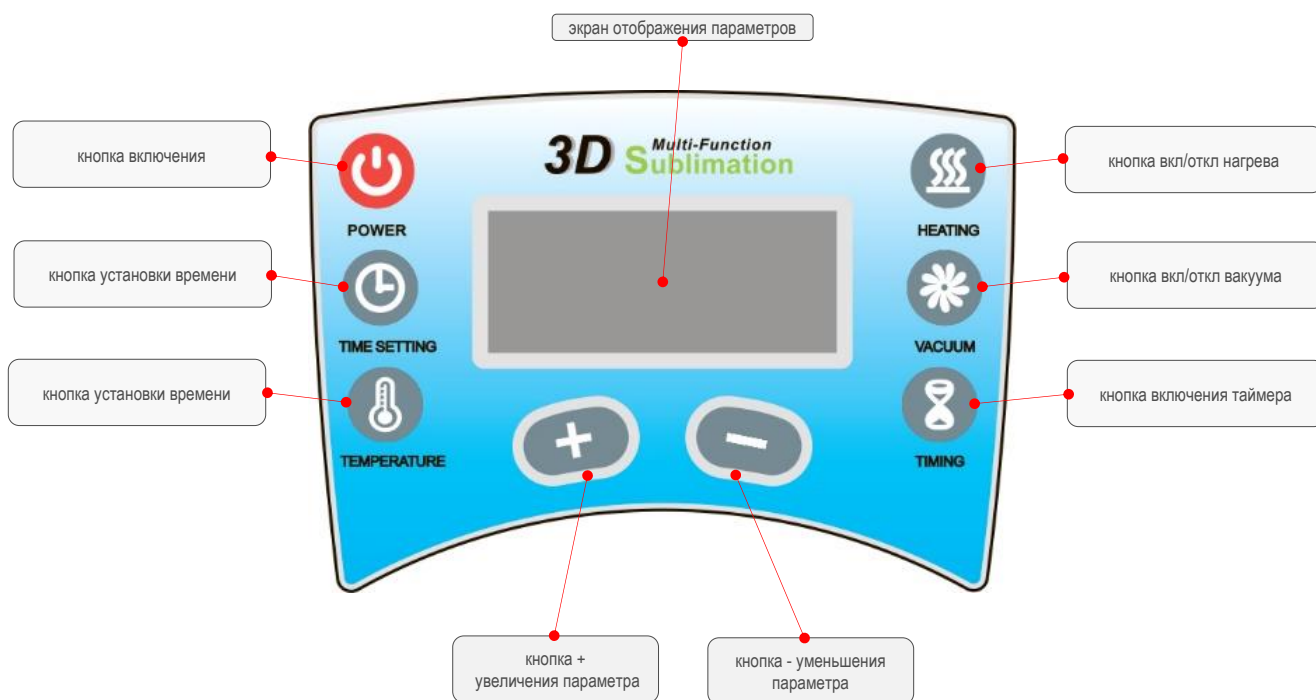 экран отображения параметров
кнопка включения
3D Multi-Function
Sublimation
кнопка вкл/откл нагрева
POWER
HEATING
кнопка установки времени
кнопка вкл/откл вакуума
TIME SETTING
VACUUM
кнопка установки времени
кнопка включения таймера
TEMPERATURE
TIMING
кнопка +
увеличения параметра
кнопка - уменьшения
параметра